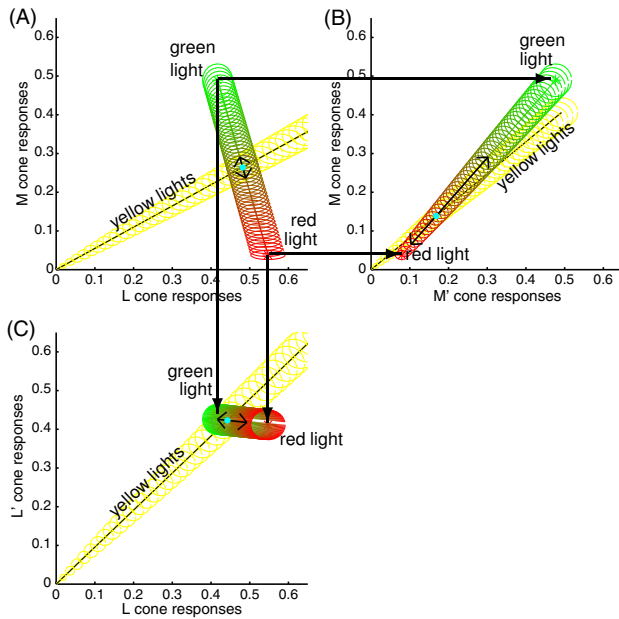 (A)
green
light
M cone responses
0.6
0.5
0.4
0.3
0.2
0.1
0
yellow lights
red
light
0 0.1 0.2 0.3 0.4 0.5 0.6
L cone responses
(B)
green
light
M cone responses
0.6
0.5
0.4
0.3
0.2
0.1
0
yellow lights
red light
0 0.1 0.2 0.3 0.4 0.5 0.6
M' cone responses
(C)
green
light
L' cone responses
0.6
0.5
0.4
0.3
0.2
0.1
0
yellow lights
red light
0 0.1 0.2 0.3 0.4 0.5 0.6
L cone responses